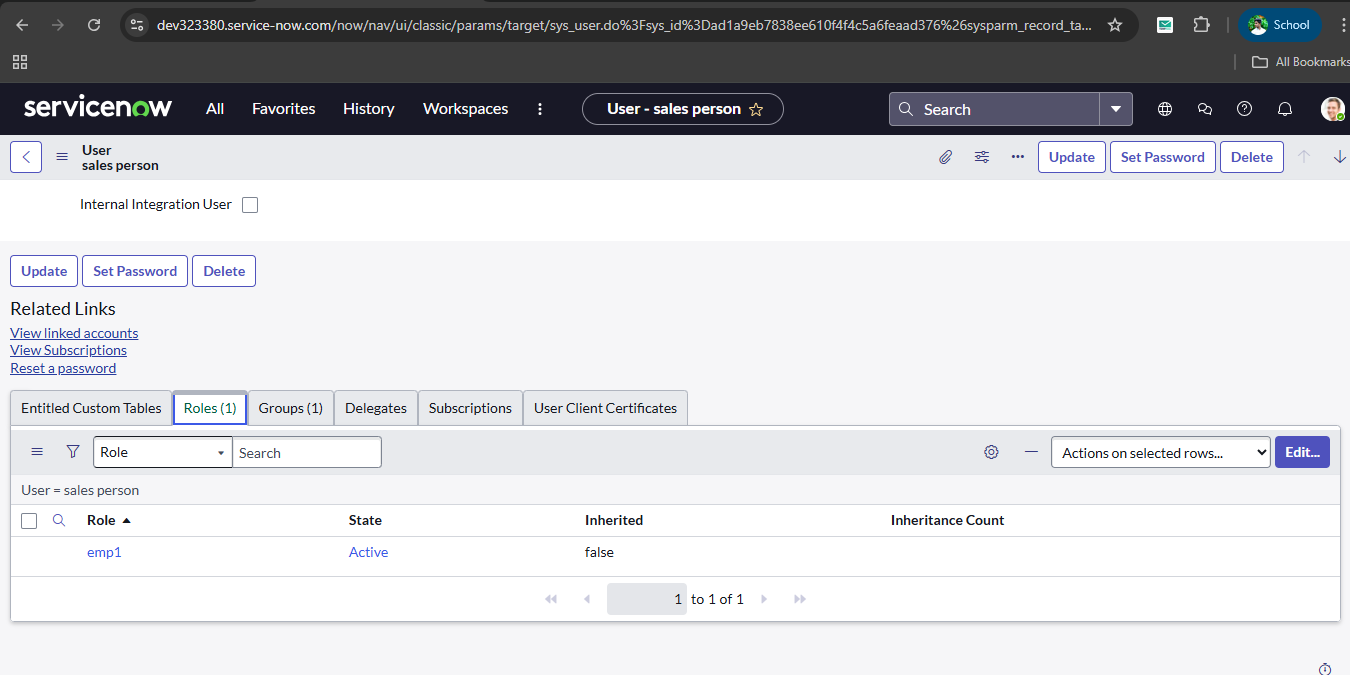 dev323380.service-now.com/now/nav/ui/classic/params/target/sys_user.do%3Fsys_id%3Dad1a9eb7838ee610f4f4c5a6feaad376%26sysparm_record_ta...
School
All Bookmarks
servicenow All Favorites History Workspaces User - sales person Search
User
sales person
Update Set Password Delete
Internal Integration User
Update Set Password Delete
Related Links
View linked accounts
View Subscriptions
Reset a password
Entitled Custom Tables Roles (1) Groups (1) Delegates Subscriptions User Client Certificates
Role Search Actions on selected rows... Edit...
User = sales person
Role State Inherited Inheritance Count
emp1 Active false
1 to 1 of 1